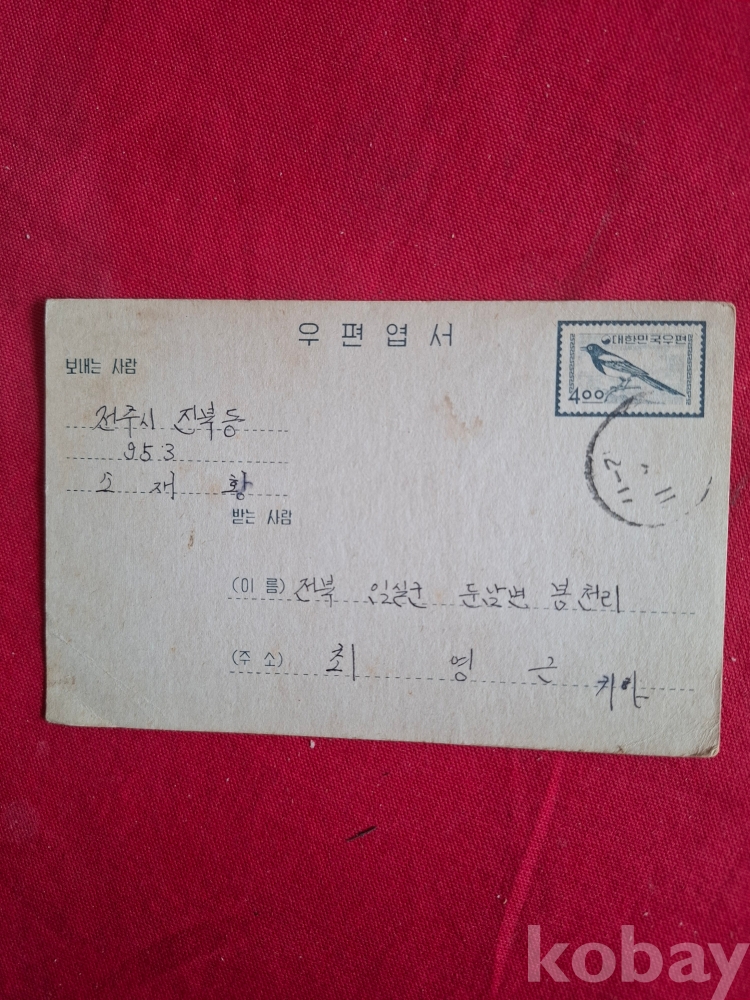 우편엽서
대한민국우편
400
보내는 사람
전주시 진북동
953
소재황
받는 사람
(이 름) 전북 임실군 둔남면 봉천리
(주 소) 최 영 근 귀하
kobay